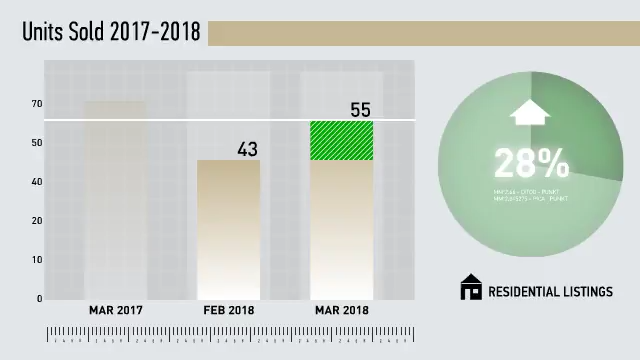 Units Sold 2017-2018
70
50
40
20
10
0
43
55
MAR 2017
FEB 2018
MAR 2018
28%
RESIDENTIAL LISTINGS